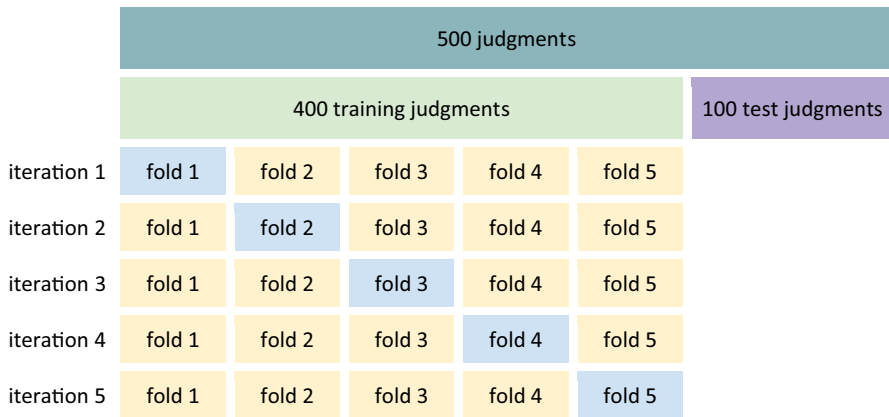 500 judgments
400 training judgments 100 test judgments
iteration 1 fold 1 fold 2 fold 3 fold 4 fold 5
iteration 2 fold 1 fold 2 fold 3 fold 4 fold 5
iteration 3 fold 1 fold 2 fold 3 fold 4 fold 5
iteration 4 fold 1 fold 2 fold 3 fold 4 fold 5
iteration 5 fold 1 fold 2 fold 3 fold 4 fold 5